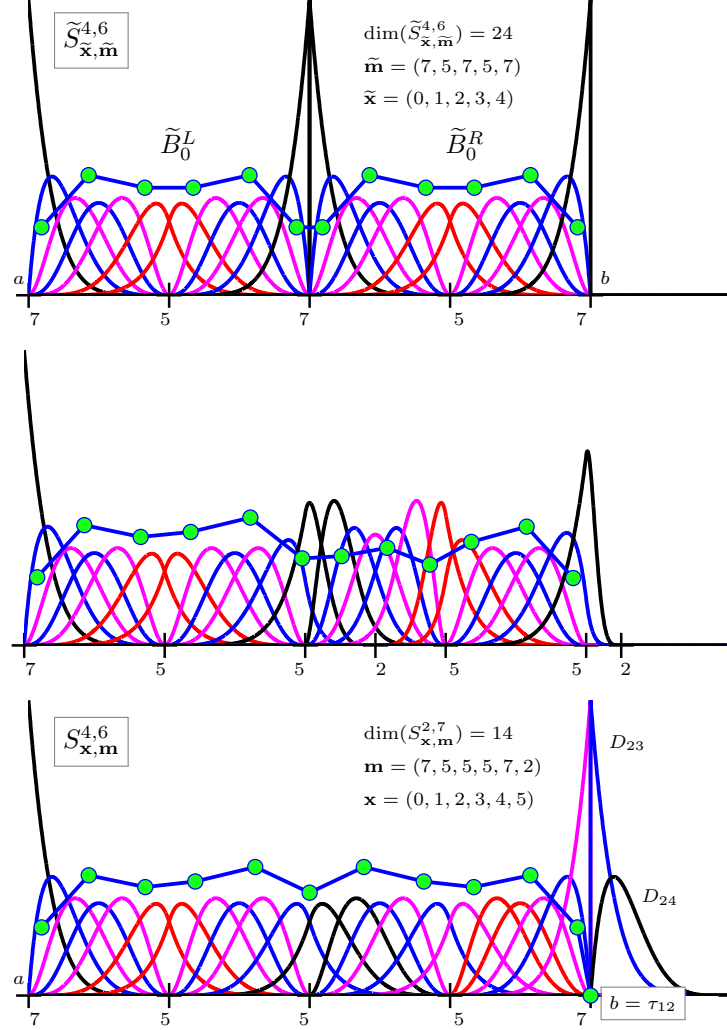 S̃^{4,6}_{x̃,m̃}
dim(S̃^{4,6}_{x̃,m̃}) = 24
m̃ = (7, 5, 7, 5, 7)
x̃ = (0, 1, 2, 3, 4)
B̃^L_0 B̃^R_0
a b
7 5 7 5 7
7 5 5 2 5 5 2
S^{4,6}_{x,m}
dim(S^{2,7}_{x,m}) = 14
m = (7, 5, 5, 5, 7, 2)
x = (0, 1, 2, 3, 4, 5)
D_{23}
D_{24}
a
b = τ_{12}
7 5 5 5 7